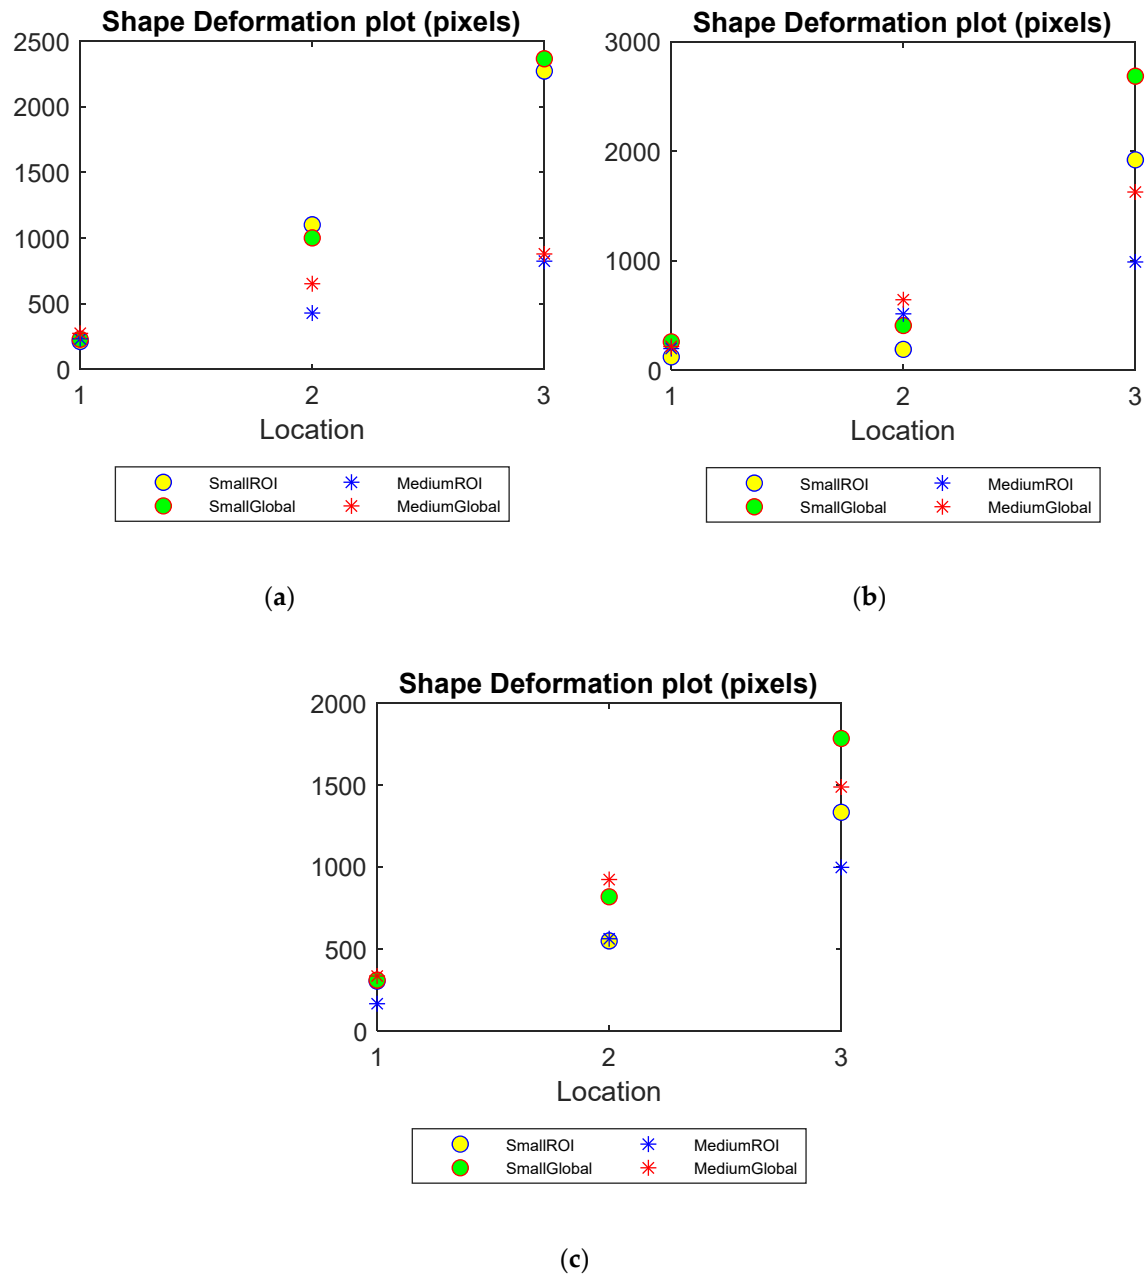 Shape Deformation plot (pixels)
2500
2000
1500
1000
500
0
1 2 3
Location
SmallROI MediumROI
SmallGlobal MediumGlobal
(a)
Shape Deformation plot (pixels)
3000
2000
1000
0
1 2 3
Location
SmallROI MediumROI
SmallGlobal MediumGlobal
(b)
Shape Deformation plot (pixels)
2000
1500
1000
500
0
1 2 3
Location
SmallROI MediumROI
SmallGlobal MediumGlobal
(c)